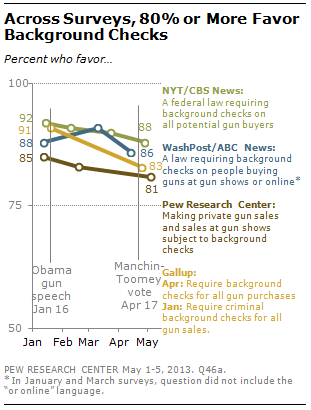 Across Surveys, 80% or More Favor
Background Checks
Percent who favor...
100
75
50
92
91
88
85
88
86
83
81
Obama
gun
speech
Jan 16
Manchin-
Toomey
vote
Apr 17
Jan Feb Mar Apr May
NYT/CBS News:
A federal law requiring
background checks on
all potential gun buyers
WashPost/ABC News:
A law requiring background
checks on people buying
guns at gun shows or online*
Pew Research Center:
Making private gun sales
and sales at gun shows
subject to background
checks
Gallup:
Apr: Require background
checks for all gun purchases
Jan: Require criminal
background checks for all
gun sales.
PEW RESEARCH CENTER May 1-5, 2013. Q46a.
* In January and March surveys, question did not include the
"or online" language.